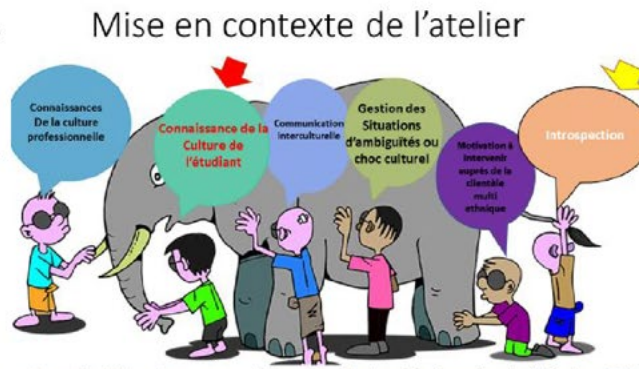 Mise en contexte de l'atelier
Connaissances
De la culture
professionnelle
Connaissance de la
Culture de
l'étudiant
Communication
interculturelle
Gestion des
Situations
d'ambiguïtés ou
choc culturel
Motivation à
intervenir
auprès de la
clientèle
multi
ethnique
Introspection